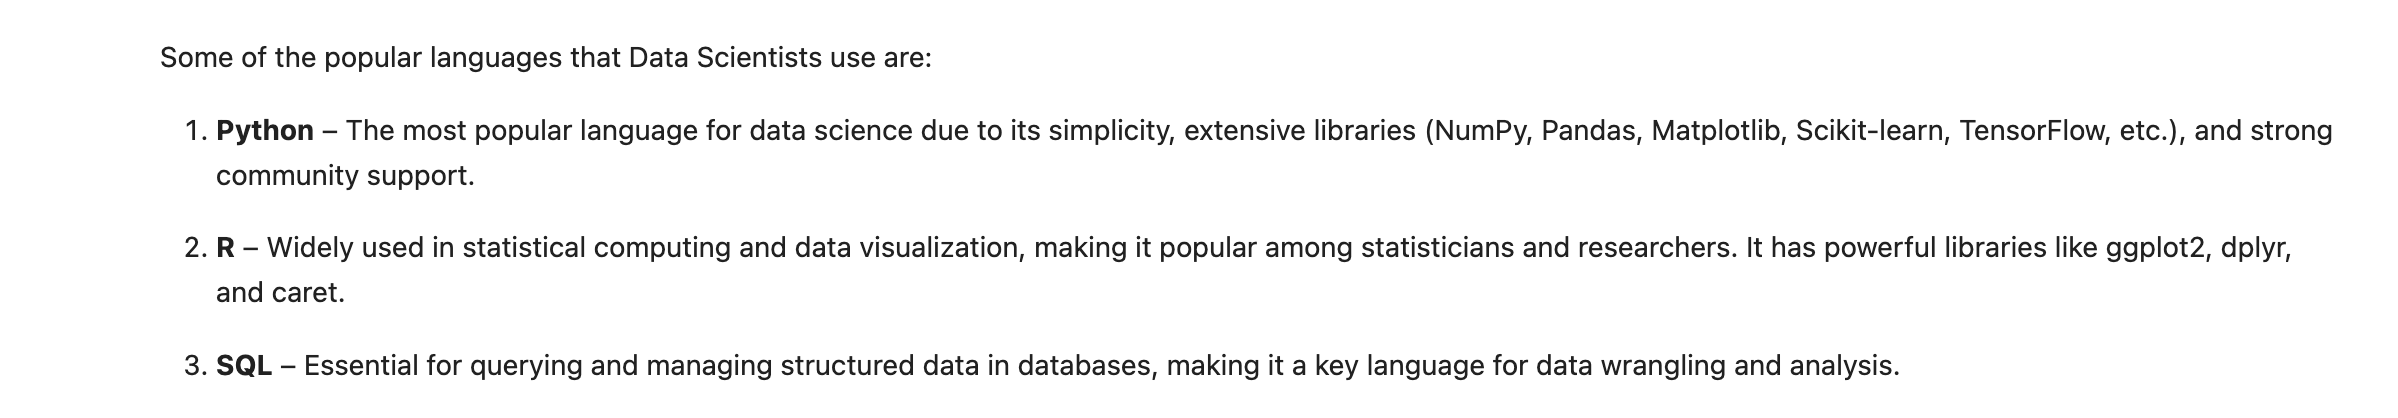 Some of the popular languages that Data Scientists use are:
1. Python – The most popular language for data science due to its simplicity, extensive libraries (NumPy, Pandas, Matplotlib, Scikit-learn, TensorFlow, etc.), and strong
community support.
2. R – Widely used in statistical computing and data visualization, making it popular among statisticians and researchers. It has powerful libraries like ggplot2, dplyr,
and caret.
3. SQL – Essential for querying and managing structured data in databases, making it a key language for data wrangling and analysis.